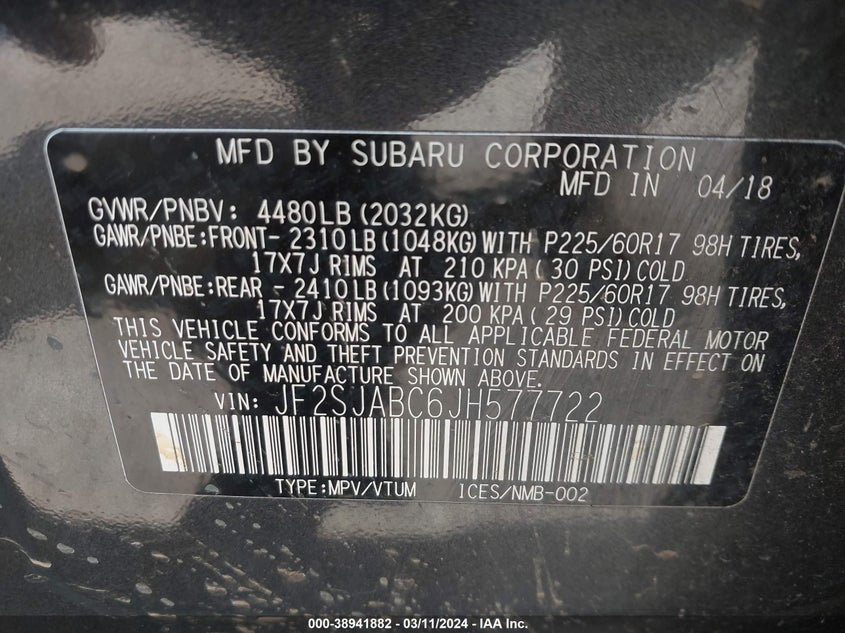 MFD BY SUBARU CORPORATION
MFD IN 04/18
GVWR/PNBV: 4480LB (2032KG)
GAWR/PNBE:FRONT- 2310LB (1048KG) WITH P225/60R17 98H TIRES,
17X7J RIMS AT 210 KPA ( 30 PSI) COLD
GAWR/PNBE:REAR - 2410LB (1093KG) WITH P225/60R17 98H TIRES,
17X7J RIMS AT 200 KPA ( 29 PSI) COLD
THIS VEHICLE CONFORMS TO ALL APPLICABLE FEDERAL MOTOR
VEHICLE SAFETY AND THEFT PREVENTION STANDARDS IN EFFECT ON
THE DATE OF MANUFACTURE SHOWN ABOVE.
VIN: JF2SJABC6JH577722
TYPE:MPV/VTUM ICES/NMB-002
000-38941882 - 03/11/2024 - IAA Inc.